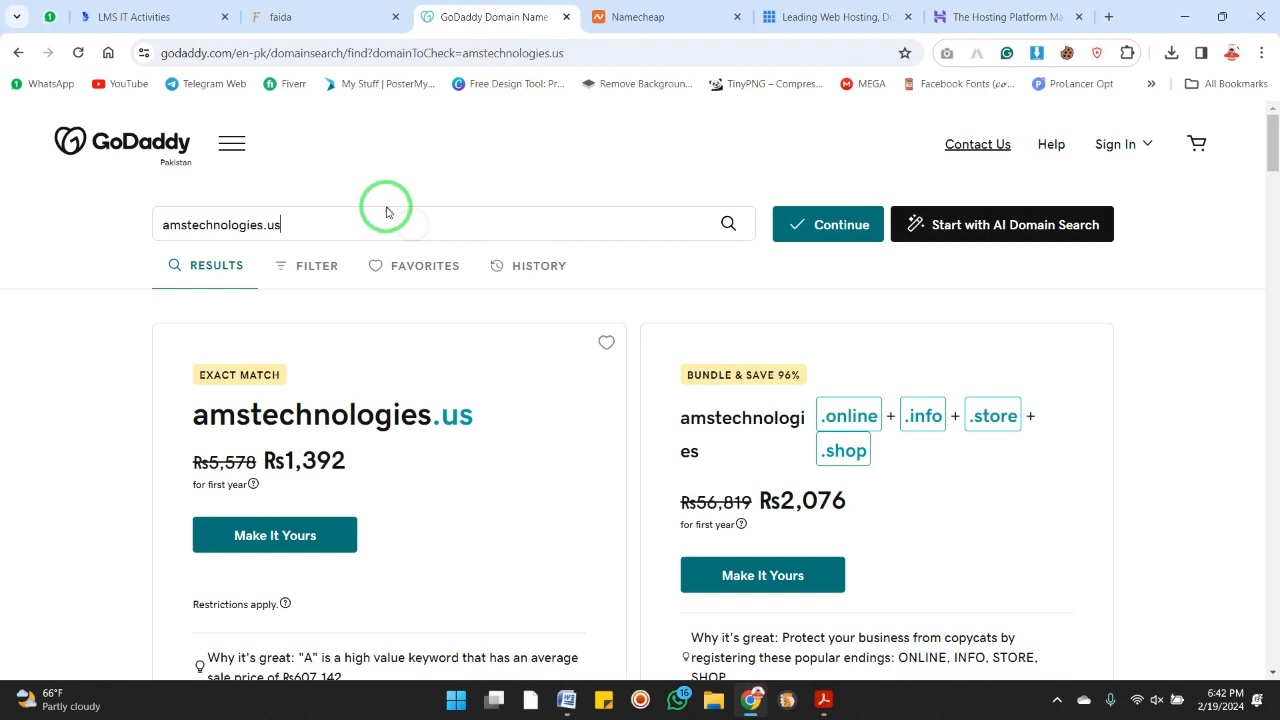 LMS IT Activities
faida
GoDaddy Domain Name
Namecheap
Leading Web Hosting, Do
The Hosting Platform Ma
godaddy.com/en-pk/domainsearch/find?domainToCheck=amstechnologies.us
WhatsApp
YouTube
Telegram Web
Fiverr
My Stuff | PosterMy...
Free Design Tool: Pr...
Remove Backgroun...
TinyPNG – Compres...
MEGA
Facebook Fonts (𝒄𝒐...
ProLancer Opt
All Bookmarks
GoDaddy
Pakistan
Contact Us
Help
Sign In
amstechnologies.us
Continue
Start with AI Domain Search
RESULTS
FILTER
FAVORITES
HISTORY
EXACT MATCH
amstechnologies.us
₨5,578 ₨1,392
for first year
Make It Yours
Restrictions apply.
Why it's great: "A" is a high value keyword that has an average
sale price of ₨607,142.
BUNDLE & SAVE 96%
amstechnologi .online + .info + .store +
es .shop
₨56,819 ₨2,076
for first year
Make It Yours
Why it's great: Protect your business from copycats by
registering these popular endings: ONLINE, INFO, STORE,
SHOP
66°F
Partly cloudy
16
6:42 PM
2/19/2024